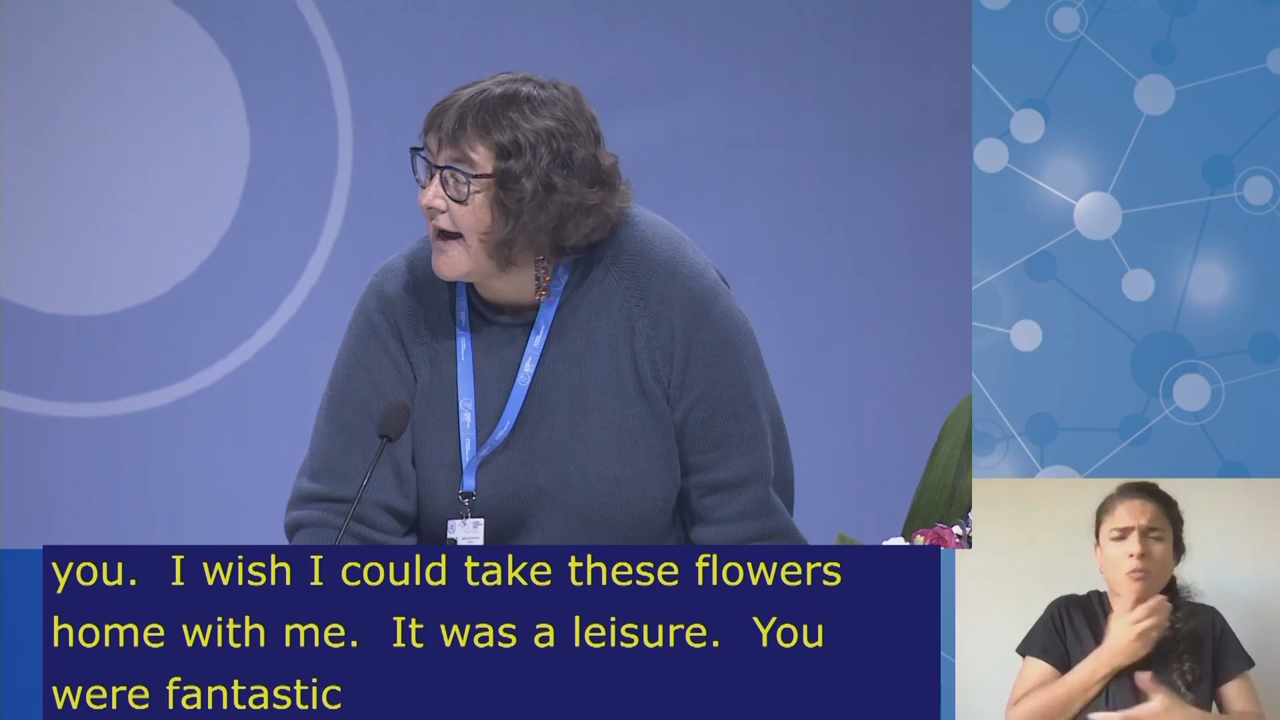 you.  I wish I could take these flowers
home with me.  It was a leisure.  You
were fantastic